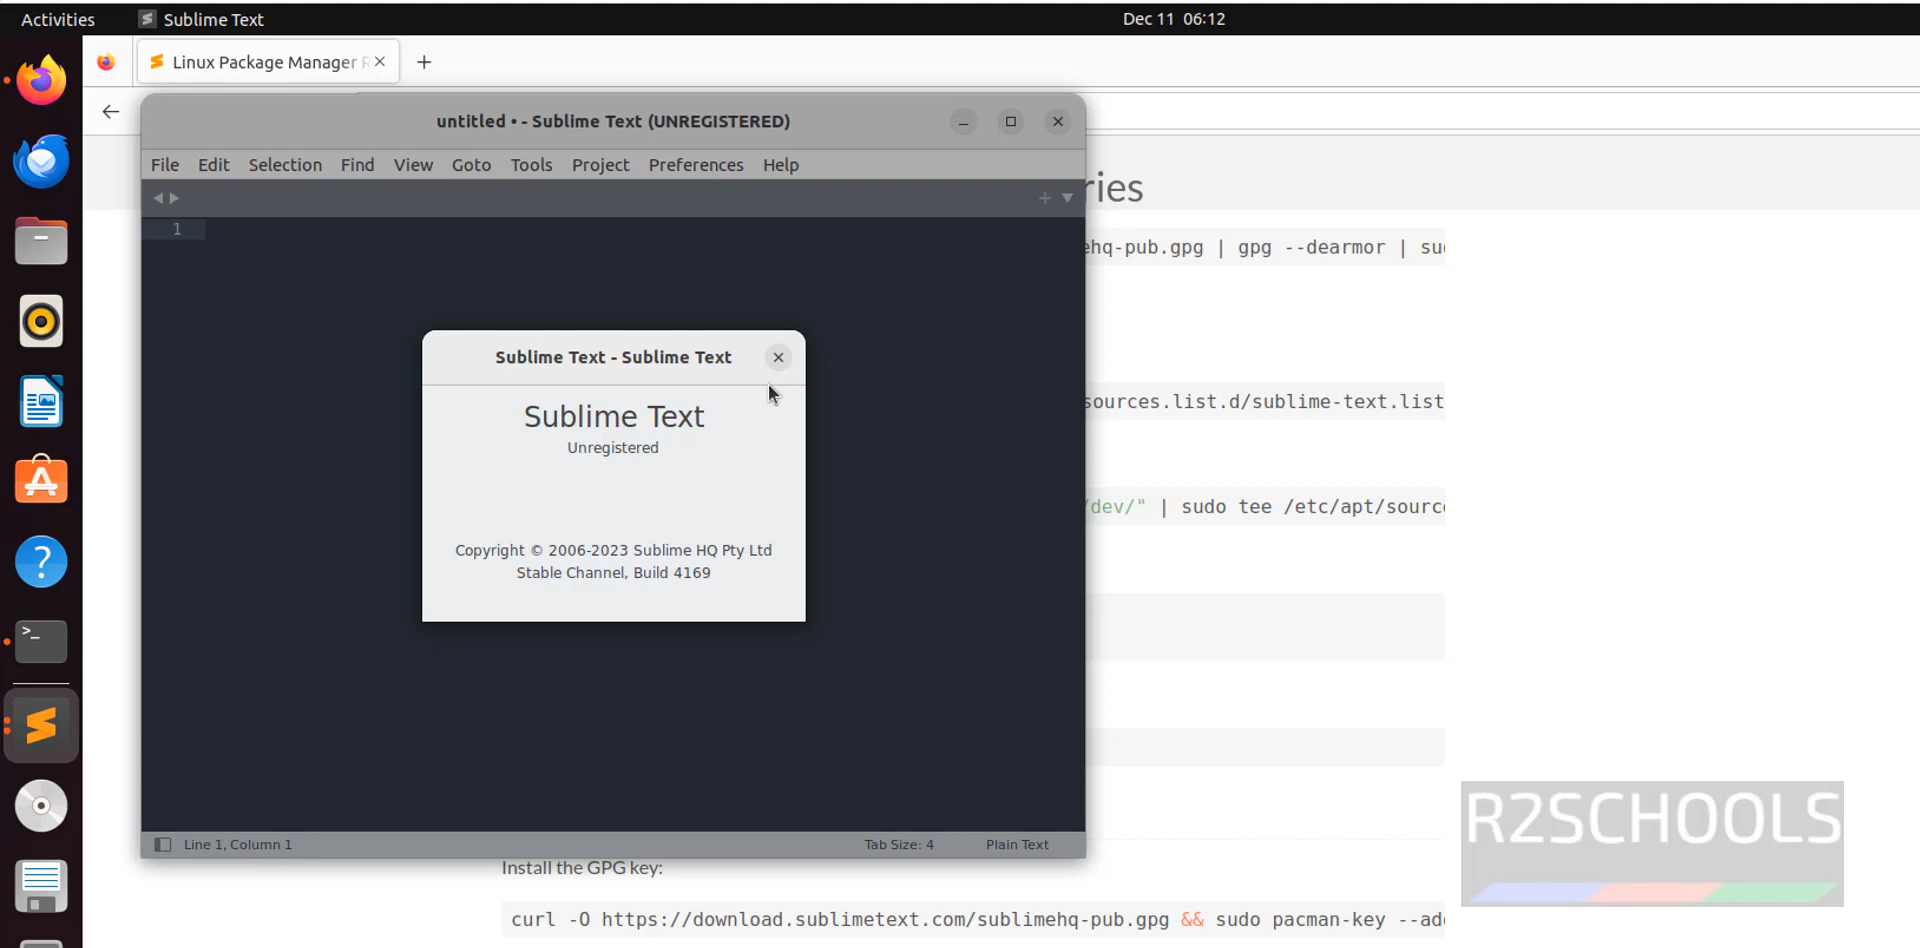 Activities
Sublime Text
Dec 11 06:12
Linux Package Manager
untitled • - Sublime Text (UNREGISTERED)
File Edit Selection Find View Goto Tools Project Preferences Help
ries
1
hq-pub.gpg | gpg --dearmor |
Sublime Text - Sublime Text
Sublime Text
Unregistered
Copyright © 2006-2023 Sublime HQ Pty Ltd
Stable Channel, Build 4169
sources.list.d/sublime-text.list
/dev/" | sudo tee /etc/apt/sourc
Line 1, Column 1
Tab Size: 4
Plain Text
R2SCHOOLS
Install the GPG key:
curl -O https://download.sublimetext.com/sublimehq-pub.gpg && sudo pacman-key --ad